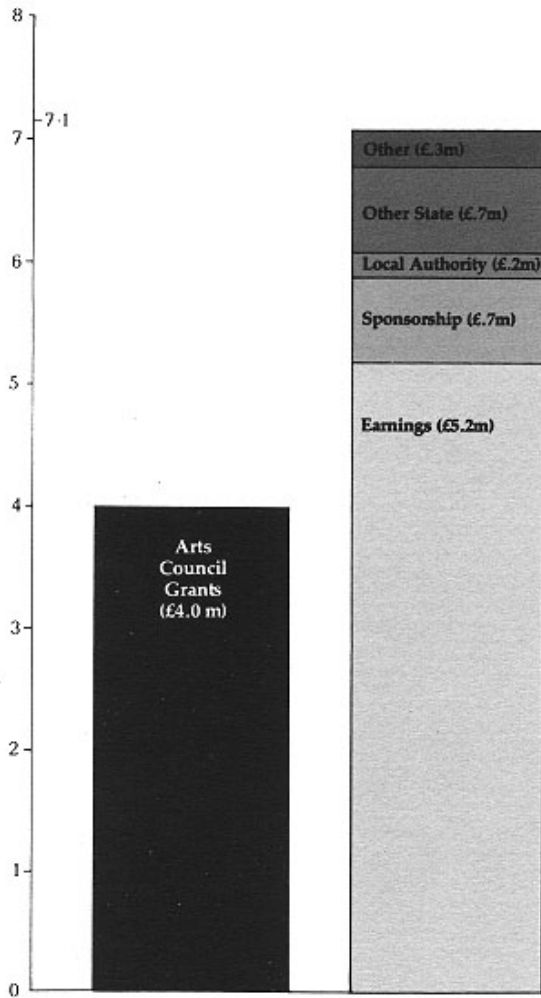 8
7·1
7
6
5
4
3
2
1
0
Arts
Council
Grants
(£4.0 m)
Other (£.3m)
Other State (£.7m)
Local Authority (£.2m)
Sponsorship (£.7m)
Earnings (£5.2m)